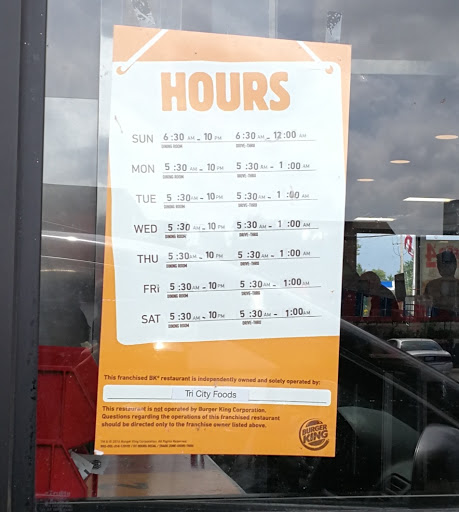 HOURS
SUN 6:30 AM - 10 PM 6:30 AM - 12:00 AM
DINING ROOM DRIVE-THRU
MON 5:30 AM - 10 PM 5:30 AM - 1:00 AM
DINING ROOM DRIVE-THRU
TUE 5:30 AM - 10 PM 5:30 AM - 1:00 AM
DINING ROOM DRIVE-THRU
WED 5:30 AM - 10 PM 5:30 AM - 1:00 AM
DINING ROOM DRIVE-THRU
THU 5:30 AM - 10 PM 5:30 AM - 1:00 AM
DINING ROOM DRIVE-THRU
FRI 5:30 AM - 10 PM 5:30 AM - 1:00 AM
DINING ROOM DRIVE-THRU
SAT 5:30 AM - 10 PM 5:30 AM - 1:00 AM
DINING ROOM DRIVE-THRU
This franchised BK® restaurant is independently owned and solely operated by:
Tri City Foods
This restaurant is not operated by Burger King Corporation.
Questions regarding the operations of this franchised restaurant
should be directed only to the franchise owner listed above.
BURGER
KING